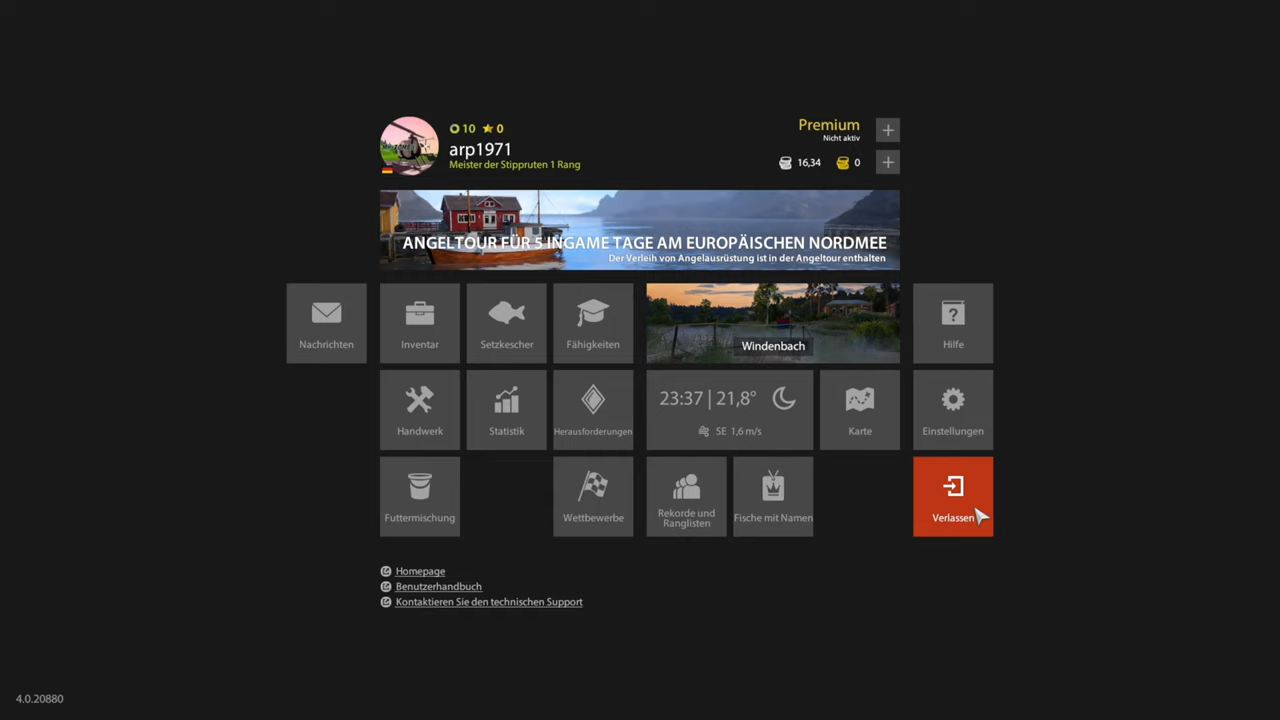 10 0
arp1971
Meister der Stippruten 1 Rang
Premium
Nicht aktiv
16,34 0
ANGELTOUR FÜR 5 INGAME TAGE AM EUROPÄISCHEN NORDMEE
Der Verleih von Angelausrüstung ist in der Angeltour enthalten
Nachrichten
Inventar
Setzkescher
Fähigkeiten
Windenbach
Hilfe
Handwerk
Statistik
Herausforderungen
23:37 | 21,8°
SE 1,6 m/s
Karte
Einstellungen
Futtermischung
Wettbewerbe
Rekorde und
Ranglisten
Fische mit Namen
Verlassen
Homepage
Benutzerhandbuch
Kontaktieren Sie den technischen Support
4.0.20880